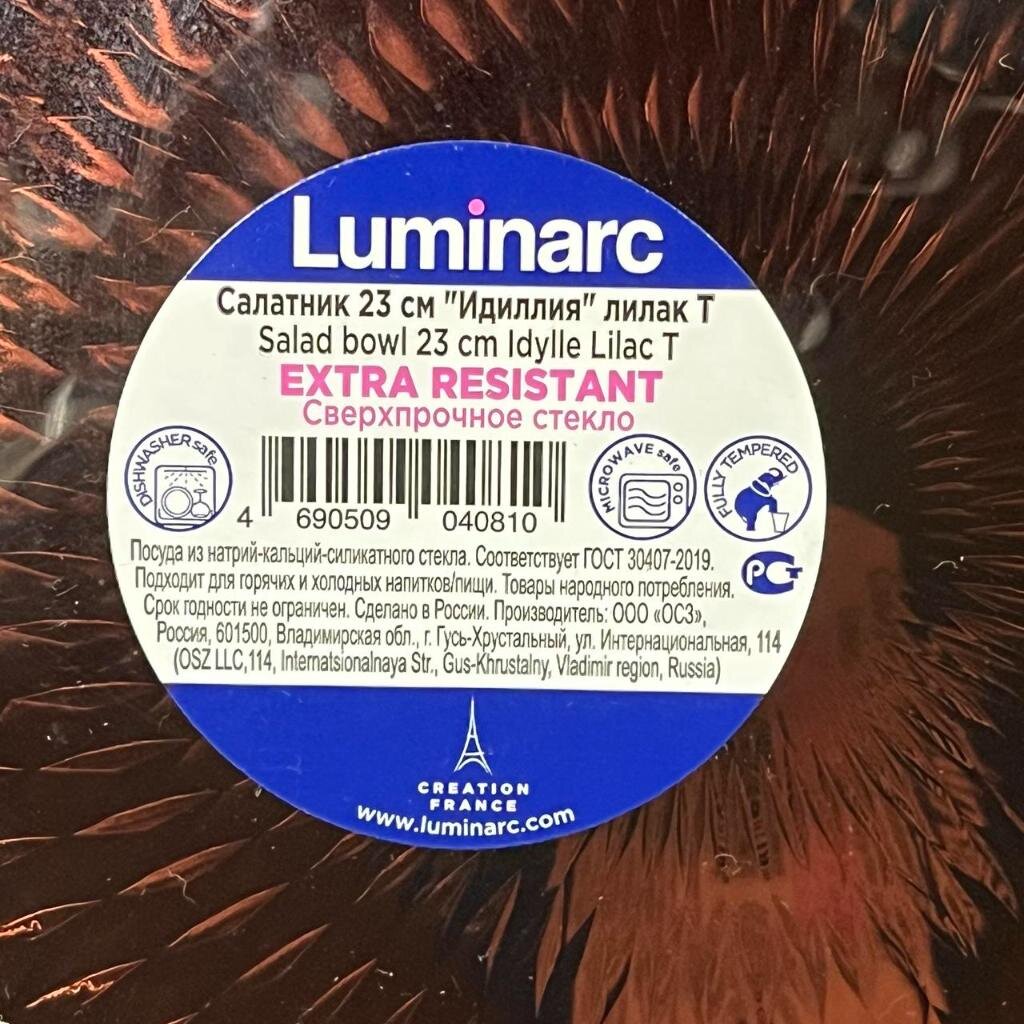 Luminarc
Салатник 23 см "Идиллия" лилак Т
Salad bowl 23 cm Idylle Lilac T
EXTRA RESISTANT
Сверхпрочное стекло
DISHWASHER safe
4 690509 040810
MICROWAVE safe
FULLY TEMPERED
Посуда из натрий-кальций-силикатного стекла. Соответствует ГОСТ 30407-2019.
Подходит для горячих и холодных напитков/пищи. Товары народного потребления.
Срок годности не ограничен. Сделано в России. Производитель: ООО «ОСЗ»,
Россия, 601500, Владимирская обл., г. Гусь-Хрустальный, ул. Интернациональная, 114
(OSZ LLC,114, Internatsionalnaya Str., Gus-Khrustalny, Vladimir region, Russia)
CREATION
FRANCE
www.luminarc.com